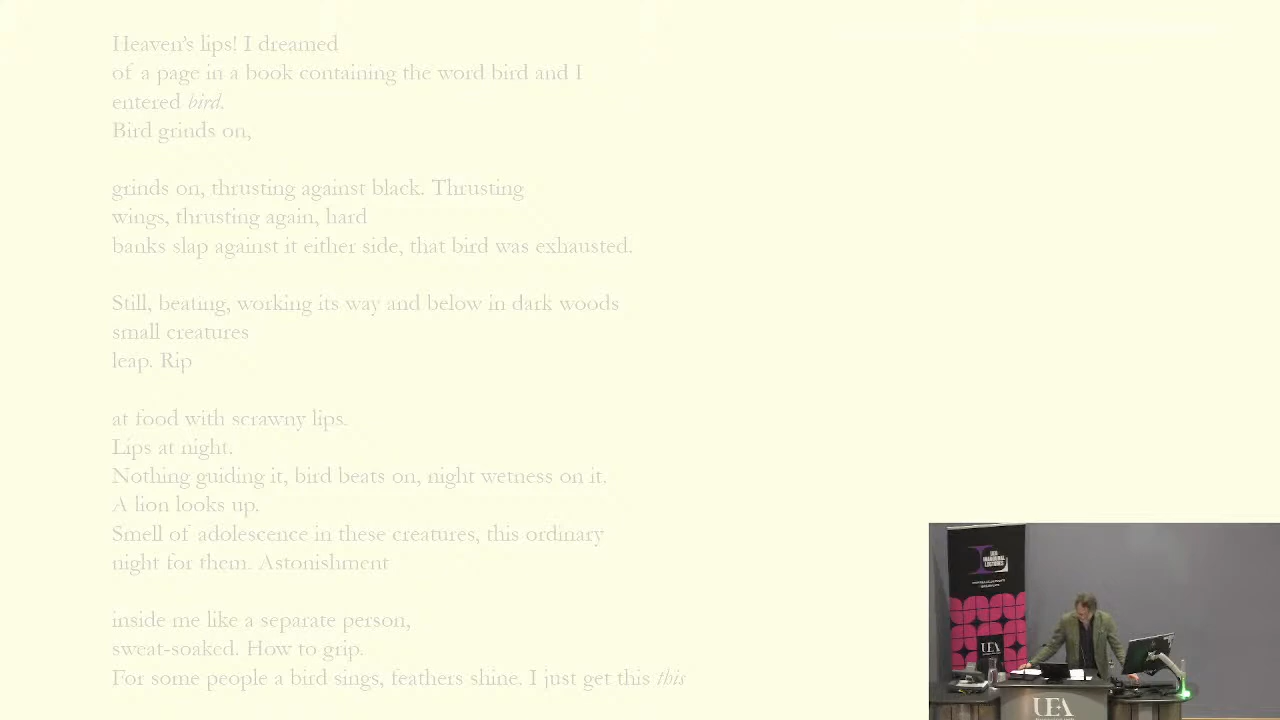 Heaven’s lips! I dreamed
of a page in a book containing the word bird and I
entered bird.
Bird grinds on,
grinds on, thrusting against black. Thrusting
wings, thrusting again, hard
banks slap against it either side, that bird was exhausted.
Still, beating, working its way and below in dark woods
small creatures
leap. Rip
at food with scrawny lips.
Lips at night.
Nothing guiding it, bird beats on, night wetness on it.
A lion looks up.
Smell of adolescence in these creatures, this ordinary
night for them. Astonishment
inside me like a separate person,
sweat-soaked. How to grip.
For some people a bird sings, feathers shine. I just get this this
UEA
INAUGURAL
LECTURES
UEA
UEA